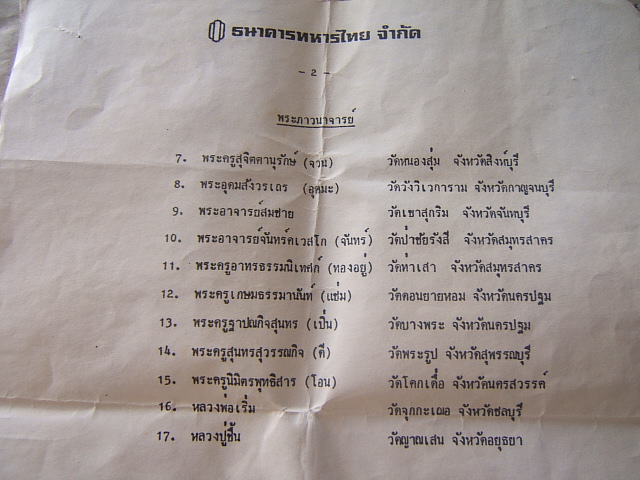 ธนาคารทหารไทย จำกัด
- 2 -
พระภาวนาจารย์
7. พระครูสุจิตตานุรักษ์ (จวน) วัดหนองสุ่ม จังหวัดสิงห์บุรี
8. พระอุดมสังวรเถร (อุตมะ) วัดวังวิเวการาม จังหวัดกาญจนบุรี
9. พระอาจารย์สมชาย วัดเขาสุกริม จังหวัดจันทบุรี
10. พระอาจารย์จันทร์คเวสโก (จันทร์) วัดป่าชัยรังสี จังหวัดสมุทรสาคร
11. พระครูอาทรธรรมนิเทศก์ (ทองอยู่) วัดท่าเสา จังหวัดสมุทรสาคร
12. พระครูเกษมธรรมานันท์ (แช่ม) วัดดอนยายหอม จังหวัดนครปฐม
13. พระครูฐาปณกิจสุนทร (เปิ่น) วัดบางพระ จังหวัดนครปฐม
14. พระครูสุนทรสุวรรณกิจ (ดี) วัดพระรูป จังหวัดสุพรรณบุรี
15. พระครูนิมิตรพุทธิสาร (โอน) วัดโคกเดื่อ จังหวัดนครสวรรค์
16. หลวงพ่อเริ่ม วัดจุกกะเฌอ จังหวัดชลบุรี
17. หลวงปู่ชื้น วัดญาณเสน จังหวัดอยุธยา